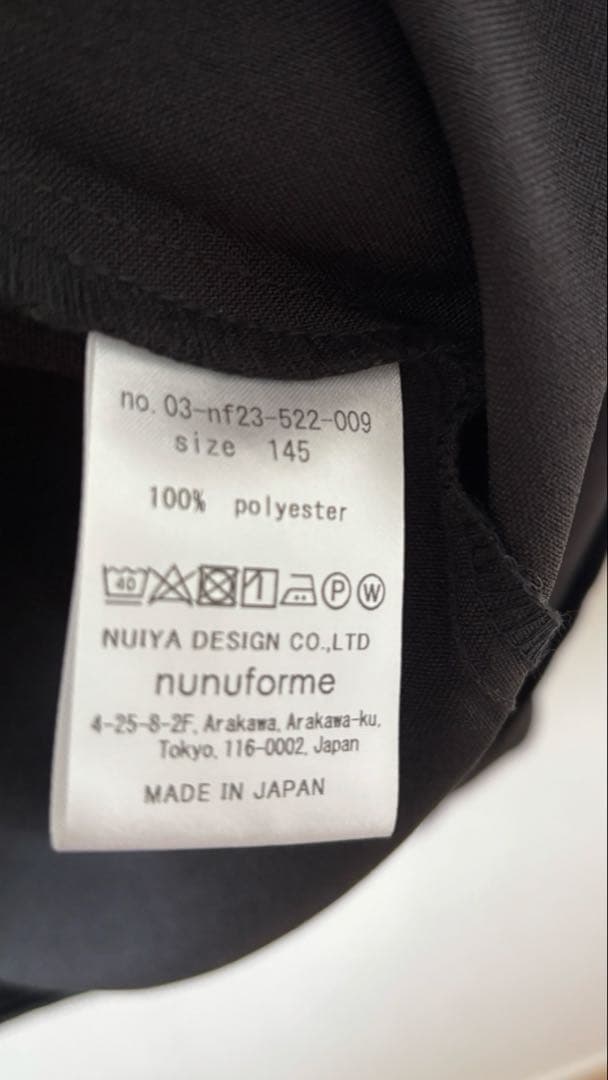 no. 03-nf23-522-009
size 145
100% polyester
40 P W
NUIYA DESIGN CO.,LTD
nunuforme
4-25-8-2F, Arakawa, Arakawa-ku,
Tokyo, 116-0002, Japan
MADE IN JAPAN